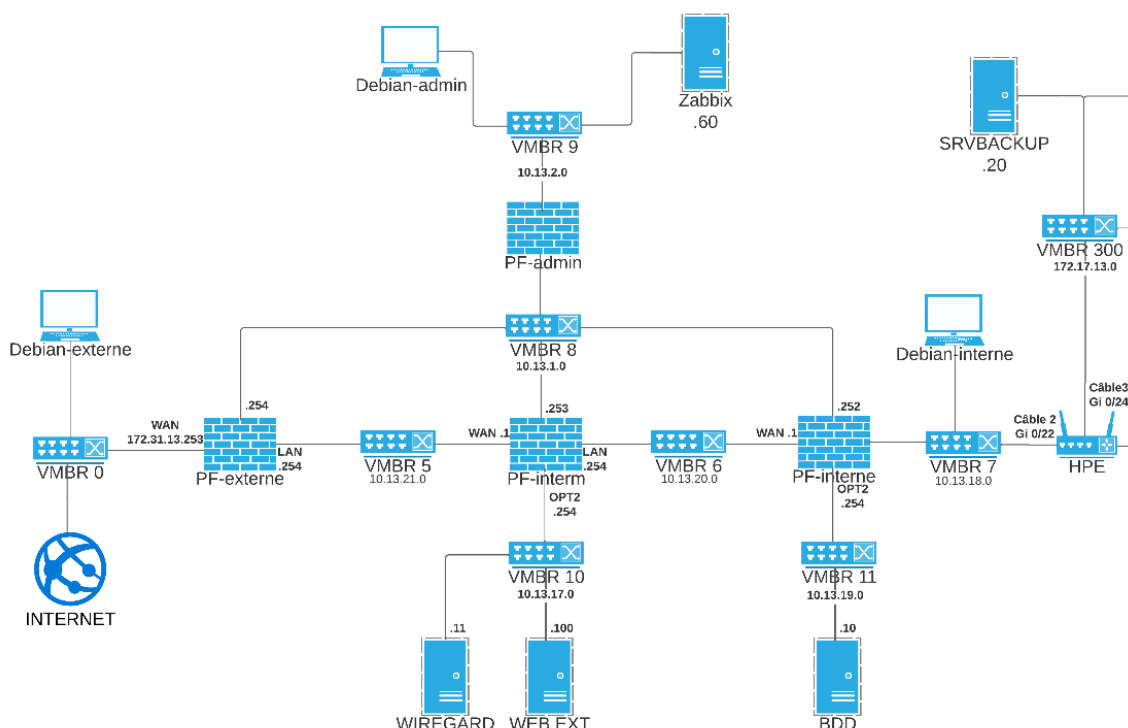 Debian-admin
Zabbix
.60
VMBR 9
10.13.2.0
SRVBACKUP
.20
PF-admin
VMBR 300
172.17.13.0
Debian-externe
VMBR 8
10.13.1.0
Debian-interne
.254
.253
.252
Câble 2
Gi 0/22
Câble3
Gi 0/24
WAN
172.31.13.253
VMBR 0
LAN
.254
PF-externe
VMBR 5
10.13.21.0
WAN .1
LAN
.254
PF-interm
VMBR 6
10.13.20.0
WAN .1
PF-interne
VMBR 7
10.13.18.0
HPE
OPT2
.254
OPT2
.254
INTERNET
VMBR 10
10.13.17.0
VMBR 11
10.13.19.0
.11
.100
.10
WIREGARD
WEB EXT
BDD